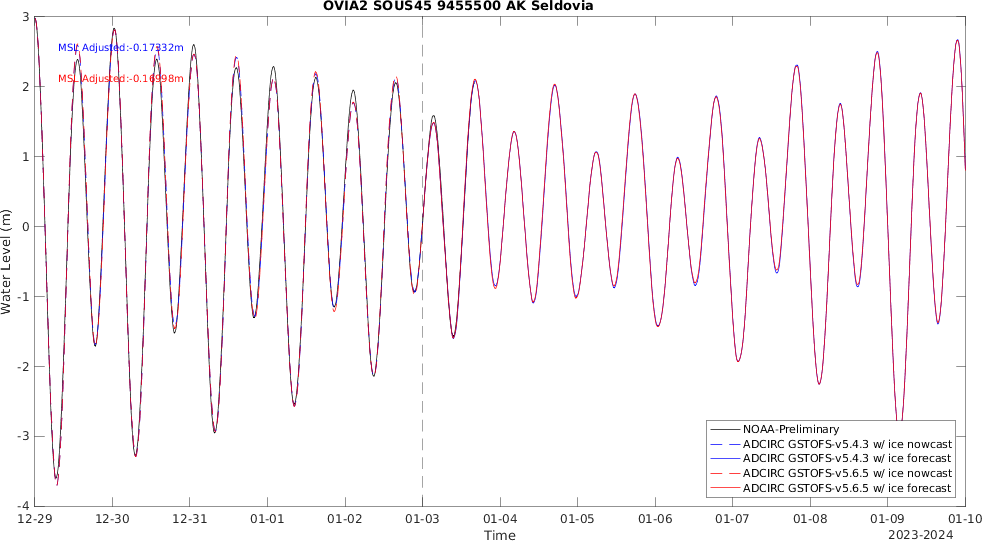 OVIA2 SOUS45 9455500 AK Seldovia
MSL Adjusted:-0.17332m
MSL Adjusted:-0.16998m
3
2
1
0
-1
-2
-3
-4
Water Level (m)
NOAA-Preliminary
ADCIRC GSTOFS-v5.4.3 w/ ice nowcast
ADCIRC GSTOFS-v5.4.3 w/ ice forecast
ADCIRC GSTOFS-v5.6.5 w/ ice nowcast
ADCIRC GSTOFS-v5.6.5 w/ ice forecast
12-29 12-30 12-31 01-01 01-02 01-03 01-04 01-05 01-06 01-07 01-08 01-09 01-10
Time
2023-2024